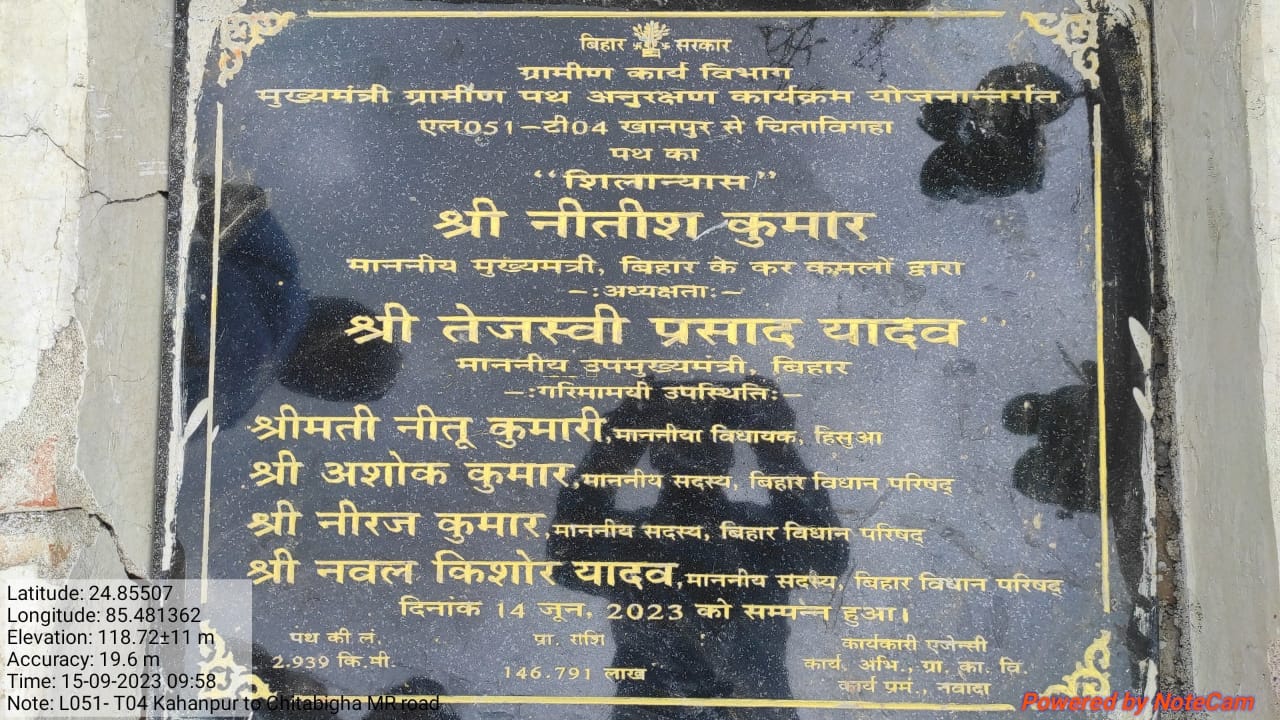 बिहार सरकार
ग्रामीण कार्य विभाग
मुख्यमंत्री ग्रामीण पथ अनुरक्षण कार्यक्रम योजनान्तर्गत
एल051-टी04 खानपुर से चिताविगहा
पथ का
“शिलान्यास”
श्री नीतीश कुमार
माननीय मुख्यमत्री, बिहार के कर कमलों द्वारा
-:अध्यक्षता:-
श्री तेजस्वी प्रसाद यादव
माननीय उपमुख्यमंत्री, बिहार
-:गरिमामयी उपस्थिति:-
श्रीमती नीतू कुमारी,माननीया विधायक, हिसुआ
श्री अशोक कुमार,माननीय सदस्य, बिहार विधान परिषद्
श्री नीरज कुमार,माननीय सदस्य, बिहार विधान परिषद्
श्री नवल किशोर यादव,माननीय सदस्य, बिहार विधान परिषद्
दिनांक 14 जून, 2023 को सम्पन्न हुआ।
पथ की लं. प्रा. राशि कार्यकारी एजेन्सी
2.939 कि.मी. 146.791 लाख कार्य. अभि., ग्रा. का. वि.
कार्य प्रमं., नवादा
Latitude: 24.85507
Longitude: 85.481362
Elevation: 118.72±11 m
Accuracy: 19.6 m
Time: 15-09-2023 09:58
Note: L051- T04 Kahanpur to Chitabigha MR road
Powered by NoteCam